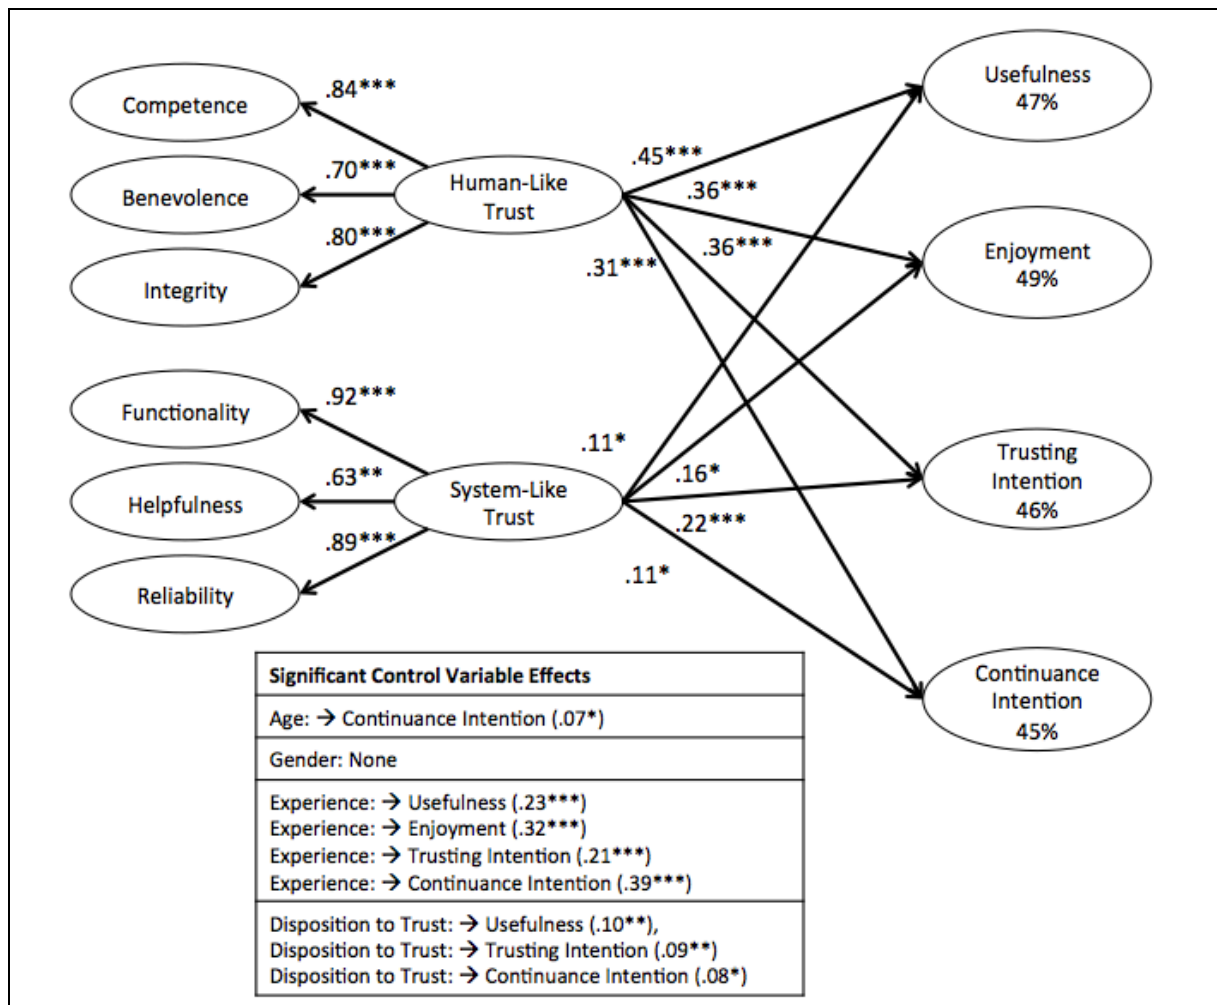 Competence
.84***
Benevolence
.70***
Integrity
.80***
Human-Like
Trust
Functionality
.92***
Helpfulness
.63**
Reliability
.89***
System-Like
Trust
.45***
.36***
.36***
.31***
.11*
.16*
.22***
.11*
Usefulness
47%
Enjoyment
49%
Trusting
Intention
46%
Continuance
Intention
45%
Significant Control Variable Effects
Age: → Continuance Intention (.07*)
Gender: None
Experience: → Usefulness (.23***)
Experience: → Enjoyment (.32***)
Experience: → Trusting Intention (.21***)
Experience: → Continuance Intention (.39***)
Disposition to Trust: → Usefulness (.10**),
Disposition to Trust: → Trusting Intention (.09**)
Disposition to Trust: → Continuance Intention (.08*)